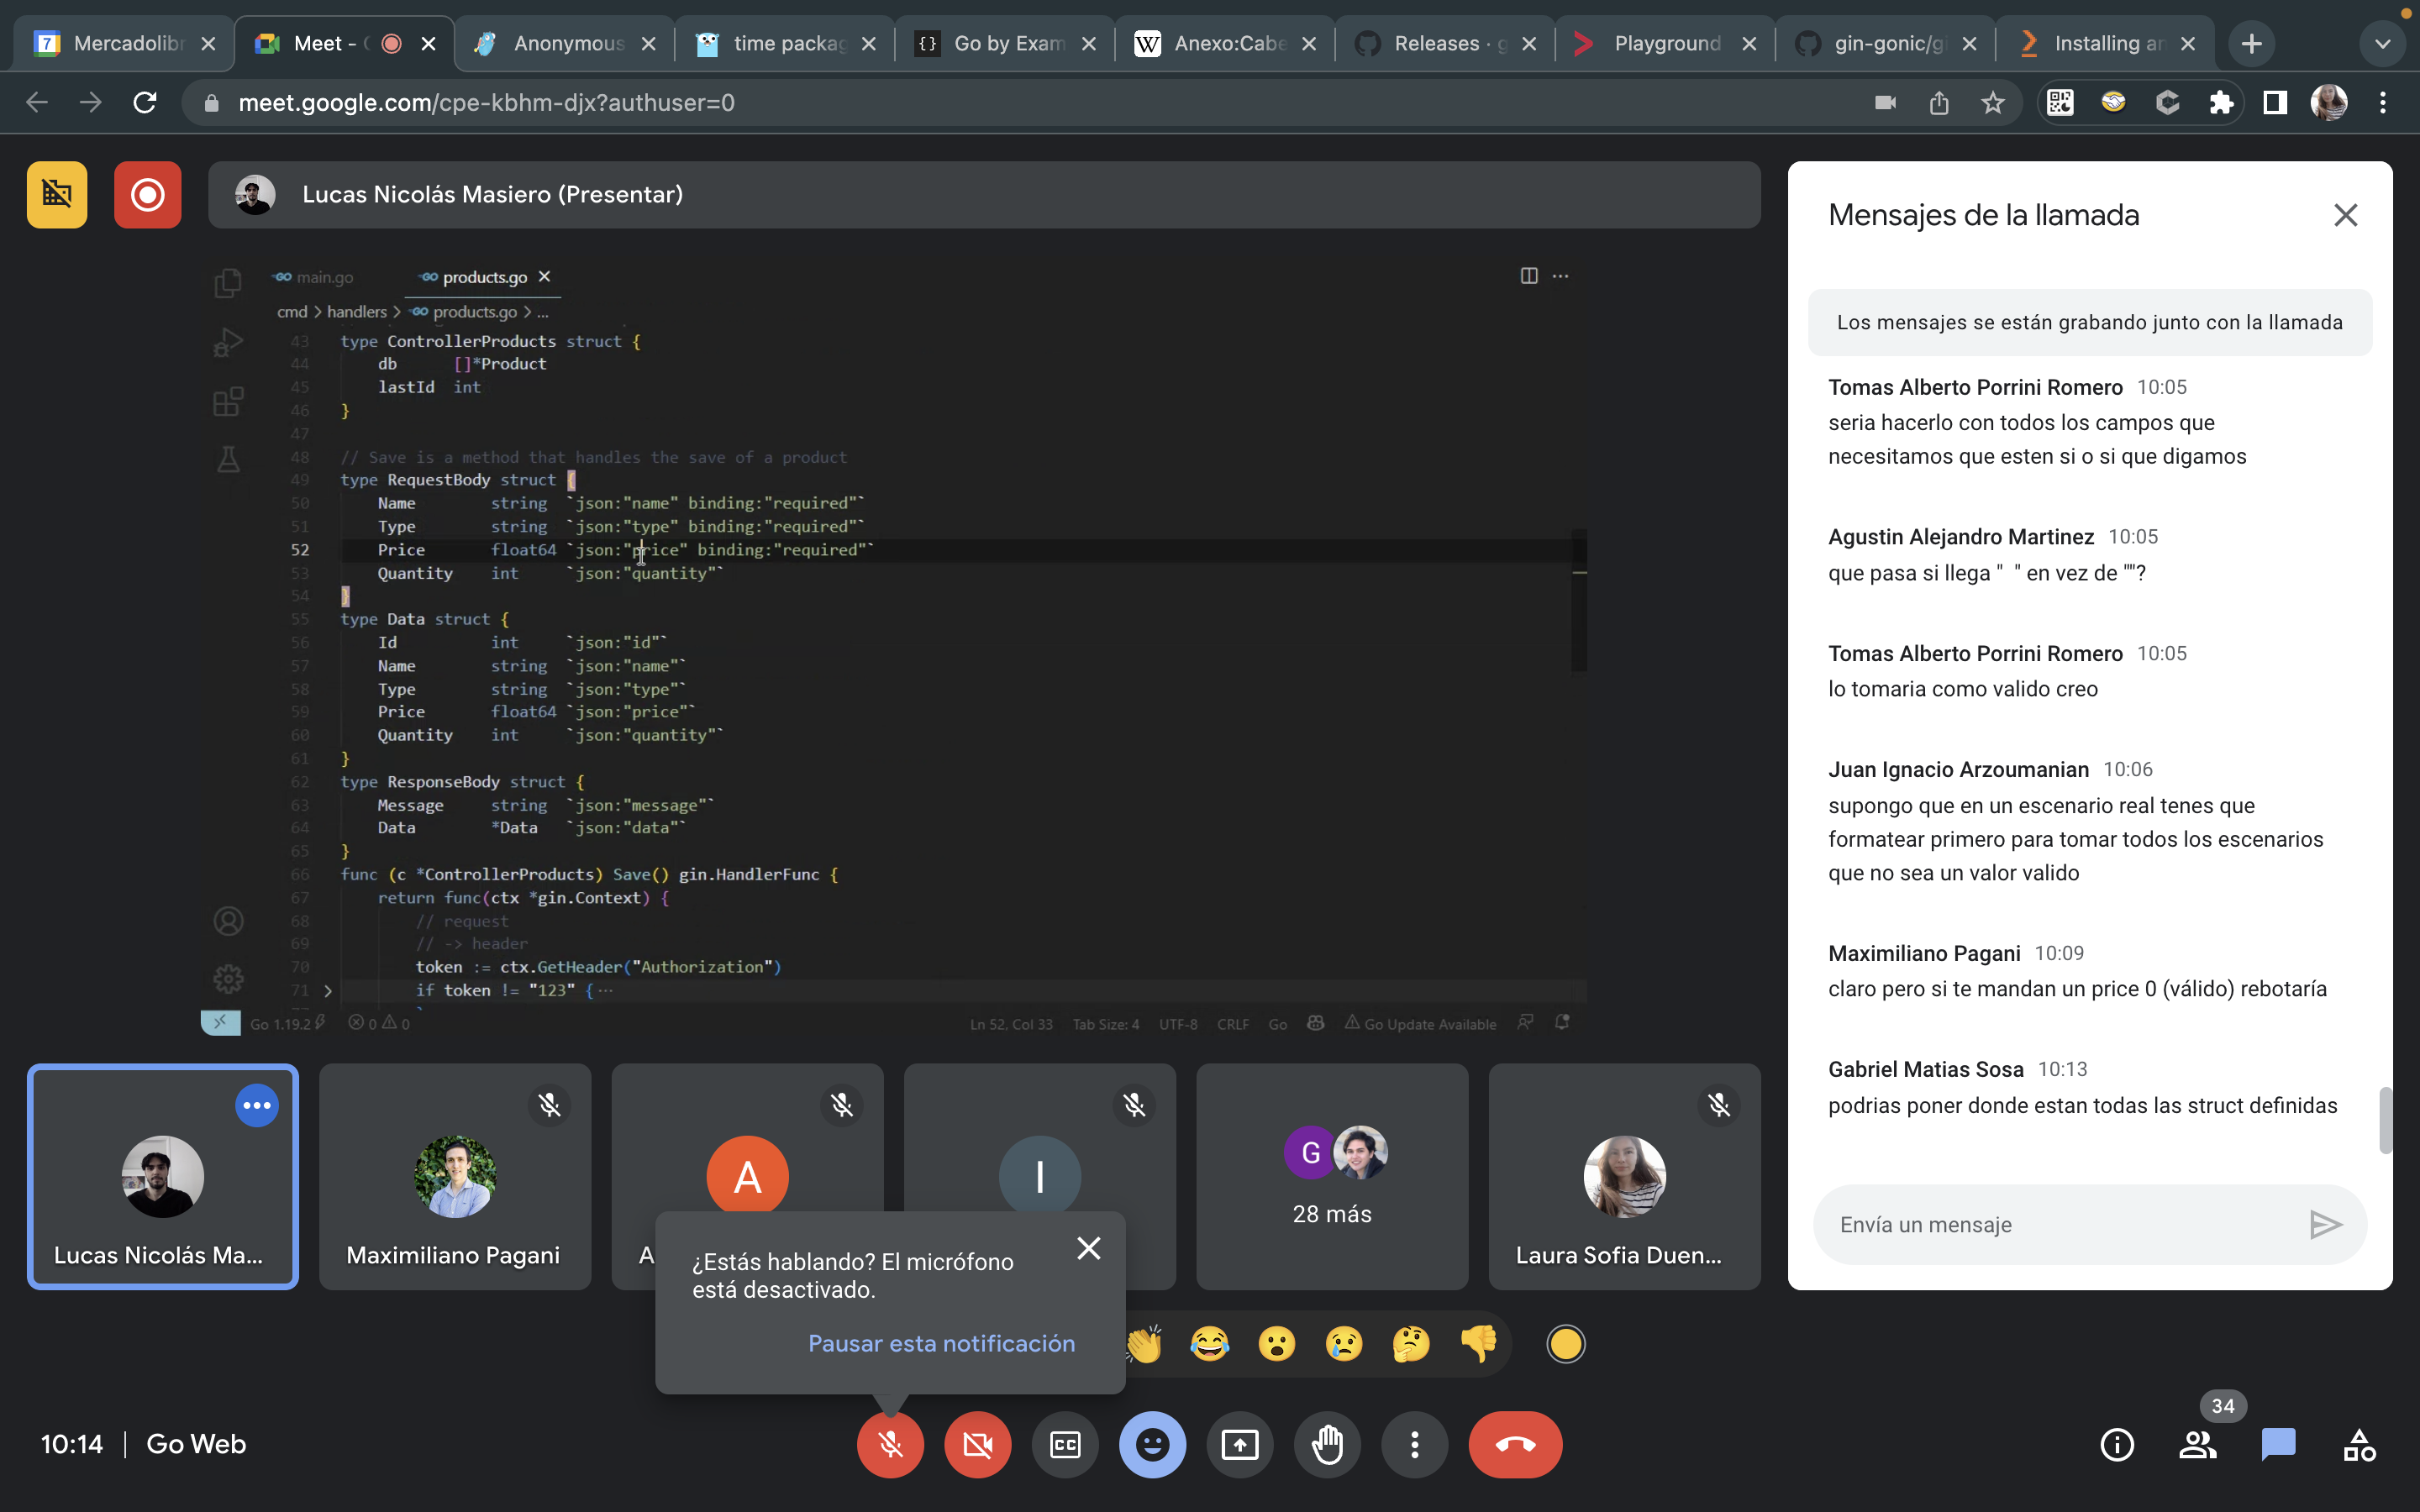 Mercadolibr
Meet - (
Anonymous
time packag
Go by Exam
Anexo:Cabe
Releases · g
Playground
gin-gonic/gi
Installing an
meet.google.com/cpe-kbhm-djx?authuser=0
Lucas Nicolás Masiero (Presentar)
main.go
products.go
cmd > handlers > products.go > ...
43 type ControllerProducts struct {
44 db []*Product
45 lastId int
46 }
47
48 // Save is a method that handles the save of a product
49 type RequestBody struct {
50 Name string `json:"name" binding:"required"`
51 Type string `json:"type" binding:"required"`
52 Price float64 `json:"price" binding:"required"`
53 Quantity int `json:"quantity"`
54 }
55 type Data struct {
56 Id int `json:"id"`
57 Name string `json:"name"`
58 Type string `json:"type"`
59 Price float64 `json:"price"`
60 Quantity int `json:"quantity"`
61 }
62 type ResponseBody struct {
63 Message string `json:"message"`
64 Data *Data `json:"data"`
65 }
66 func (c *ControllerProducts) Save() gin.HandlerFunc {
67 return func(ctx *gin.Context) {
68 // request
69 // -> header
70 token := ctx.GetHeader("Authorization")
71 if token != "123" { ...
Go 1.19.2
0 0
Ln 52, Col 33
Tab Size: 4
UTF-8
CRLF
Go
Go Update Available
Lucas Nicolás Ma...
Maximiliano Pagani
A
A
I
G
28 más
Laura Sofia Duen...
¿Estás hablando? El micrófono
está desactivado.
Pausar esta notificación
10:14 | Go Web
CC
34
Mensajes de la llamada
Los mensajes se están grabando junto con la llamada
Tomas Alberto Porrini Romero 10:05
seria hacerlo con todos los campos que
necesitamos que esten si o si que digamos
Agustin Alejandro Martinez 10:05
que pasa si llega "  " en vez de ""?
Tomas Alberto Porrini Romero 10:05
lo tomaria como valido creo
Juan Ignacio Arzoumanian 10:06
supongo que en un escenario real tenes que
formatear primero para tomar todos los escenarios
que no sea un valor valido
Maximiliano Pagani 10:09
claro pero si te mandan un price 0 (válido) rebotaría
Gabriel Matias Sosa 10:13
podrias poner donde estan todas las struct definidas
Envía un mensaje